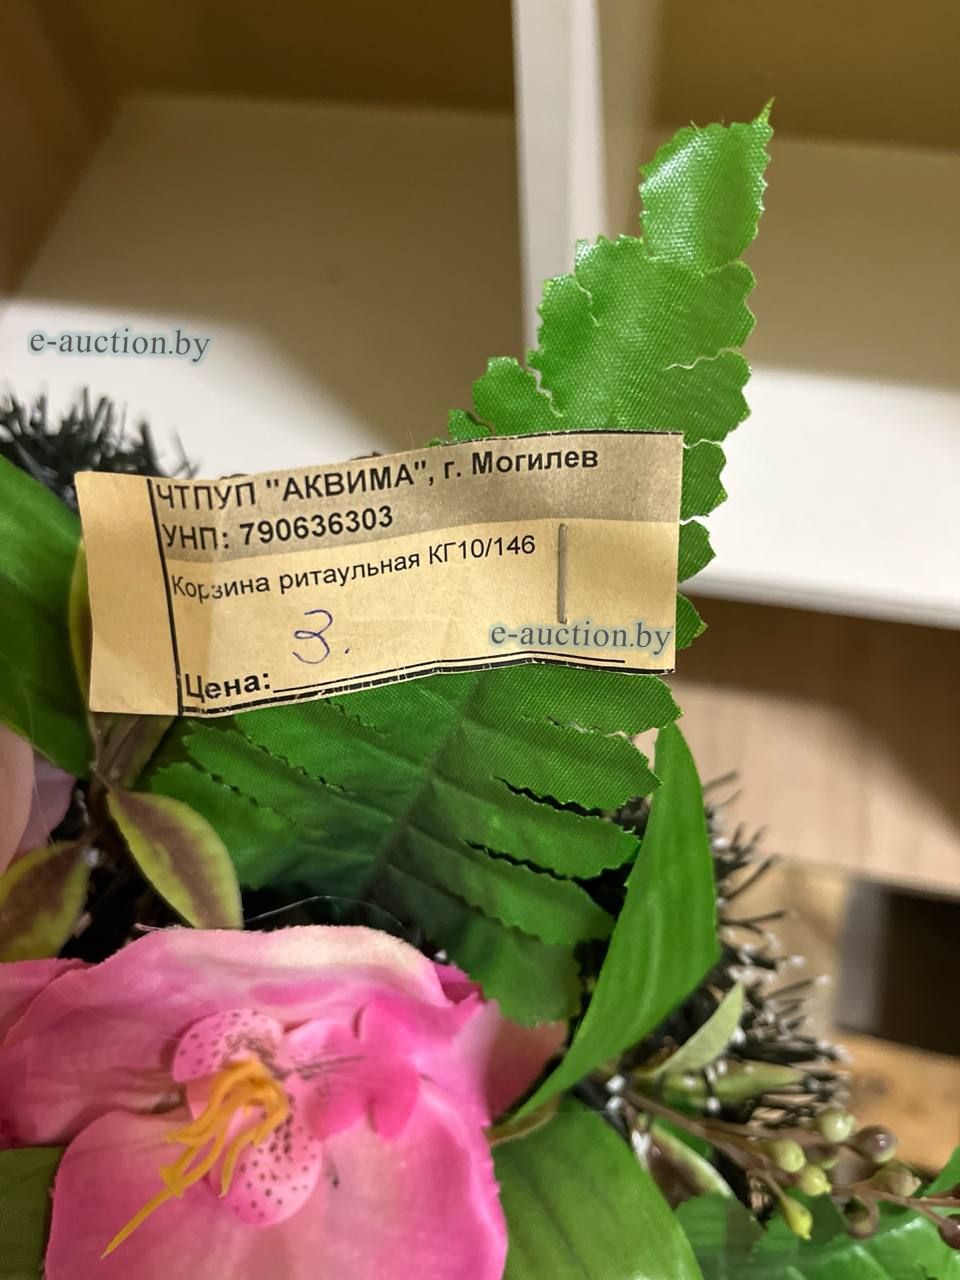 e-auction.by
ЧТПУП "АКВИМА", г. Могилев
УНП: 790636303
Корзина ритаульная КГ10/146
3.
e-auction.by
Цена: